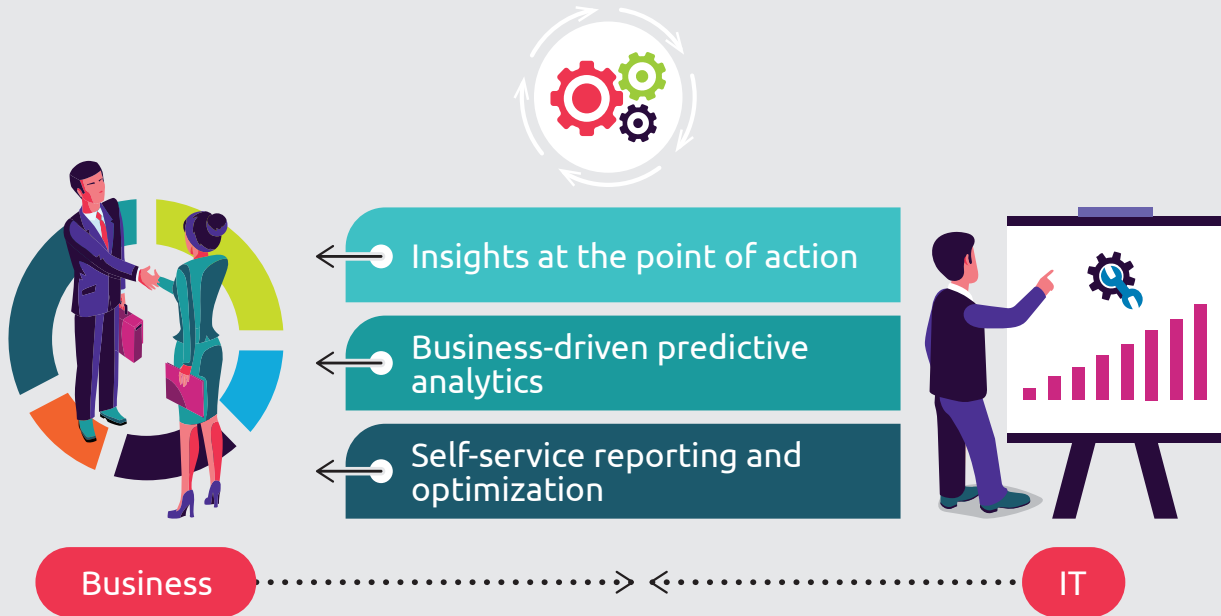 Insights at the point of action
Business-driven predictive
analytics
Self-service reporting and
optimization
Business
IT